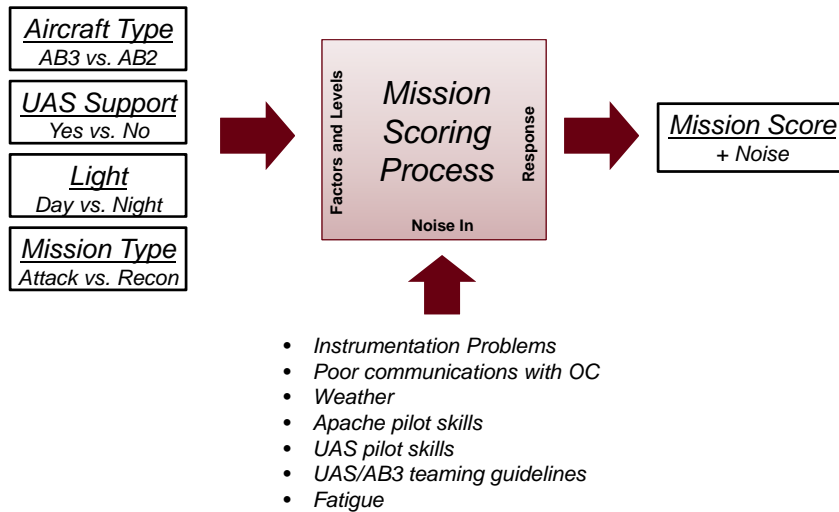 Aircraft Type
AB3 vs. AB2
UAS Support
Yes vs. No
Light
Day vs. Night
Mission Type
Attack vs. Recon
Factors and Levels
Mission
Scoring
Process
Response
Noise In
Mission Score
+ Noise
• Instrumentation Problems
• Poor communications with OC
• Weather
• Apache pilot skills
• UAS pilot skills
• UAS/AB3 teaming guidelines
• Fatigue